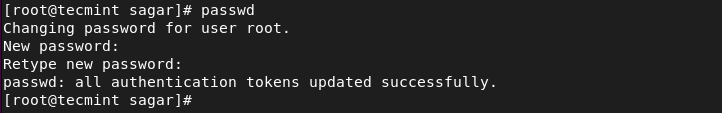 [root@tecmint sagar]# passwd
Changing password for user root.
New password:
Retype new password:
passwd: all authentication tokens updated successfully.
[root@tecmint sagar]#